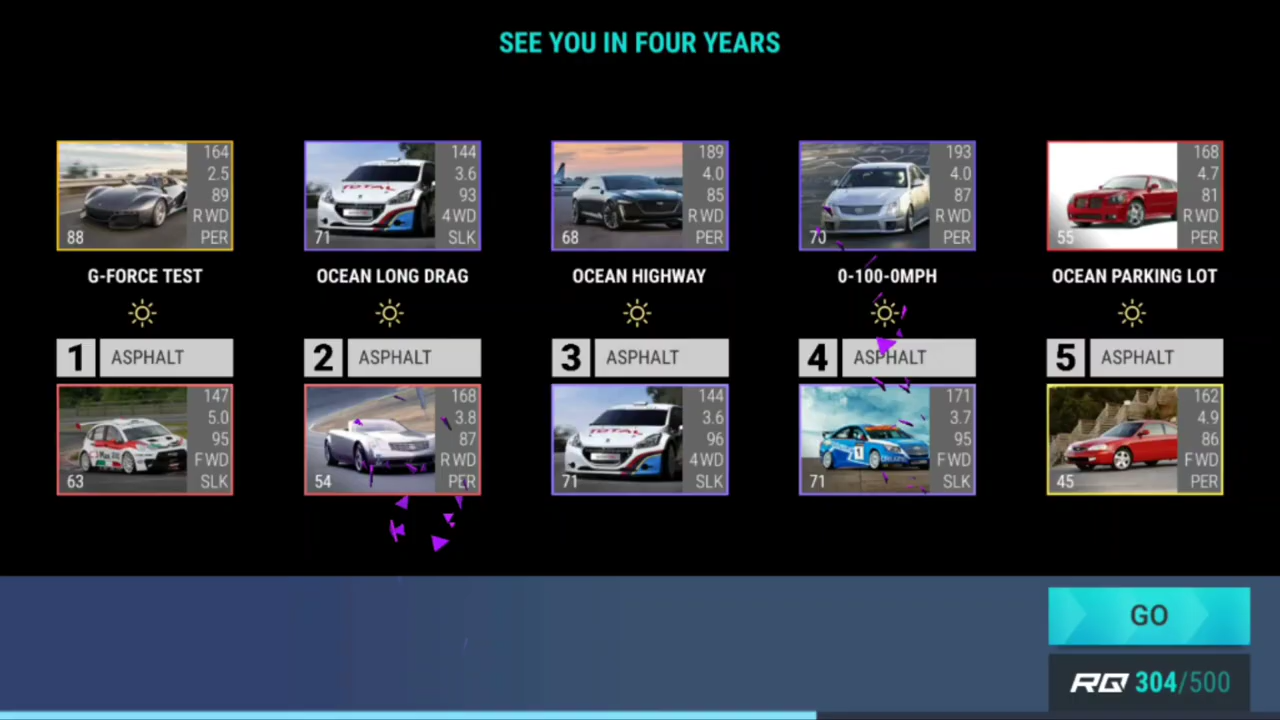 SEE YOU IN FOUR YEARS
164
2.5
89
RWD
88 PER
144
3.6
93
4WD
71 SLK
189
4.0
85
RWD
68 PER
193
4.0
87
RWD
70 PER
168
4.7
81
RWD
55 PER
G-FORCE TEST
OCEAN LONG DRAG
OCEAN HIGHWAY
0-100-0MPH
OCEAN PARKING LOT
1 ASPHALT
2 ASPHALT
3 ASPHALT
4 ASPHALT
5 ASPHALT
147
5.0
95
FWD
63 SLK
168
3.8
87
RWD
54 PER
144
3.6
96
4WD
71 SLK
171
3.7
95
FWD
71 SLK
162
4.9
86
FWD
45 PER
TOTAL
TOTAL
GO
RQ 304/500